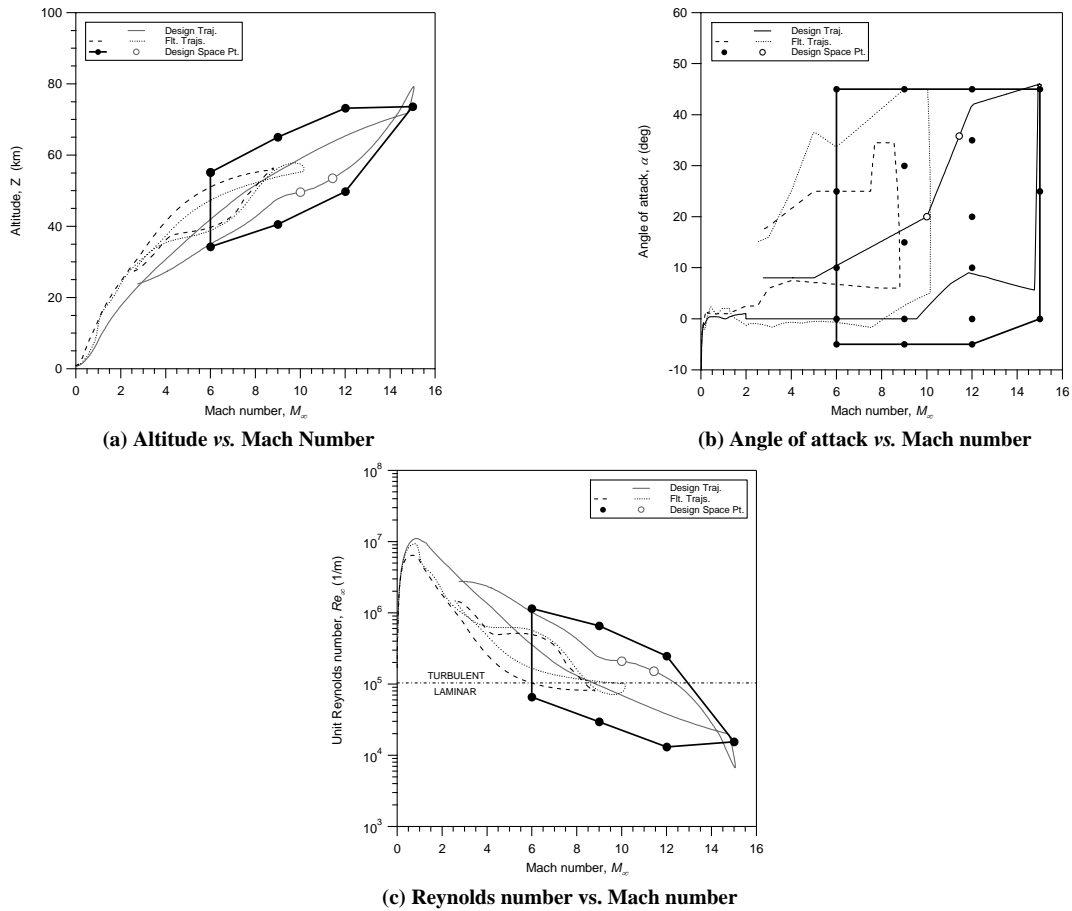 100
80
60
40
20
0
Altitude, Z (km)
Design Traj.
Flt. Trajs.
Design Space Pt.
0 2 4 6 8 10 12 14 16
Mach number, M∞
(a) Altitude vs. Mach Number
60
50
40
30
20
10
0
-10
Angle of attack, α (deg)
Design Traj.
Flt. Trajs.
Design Space Pt.
0 2 4 6 8 10 12 14 16
Mach number, M∞
(b) Angle of attack vs. Mach number
10⁸
10⁷
10⁶
10⁵
10⁴
10³
Unit Reynolds number, Re∞ (1/m)
Design Traj.
Flt. Trajs.
Design Space Pt.
TURBULENT
LAMINAR
0 2 4 6 8 10 12 14 16
Mach number, M∞
(c) Reynolds number vs. Mach number